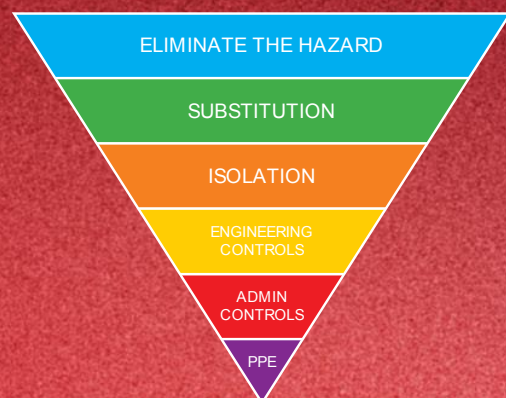 ELIMINATE THE HAZARD
SUBSTITUTION
ISOLATION
ENGINEERING
CONTROLS
ADMIN
CONTROLS
PPE